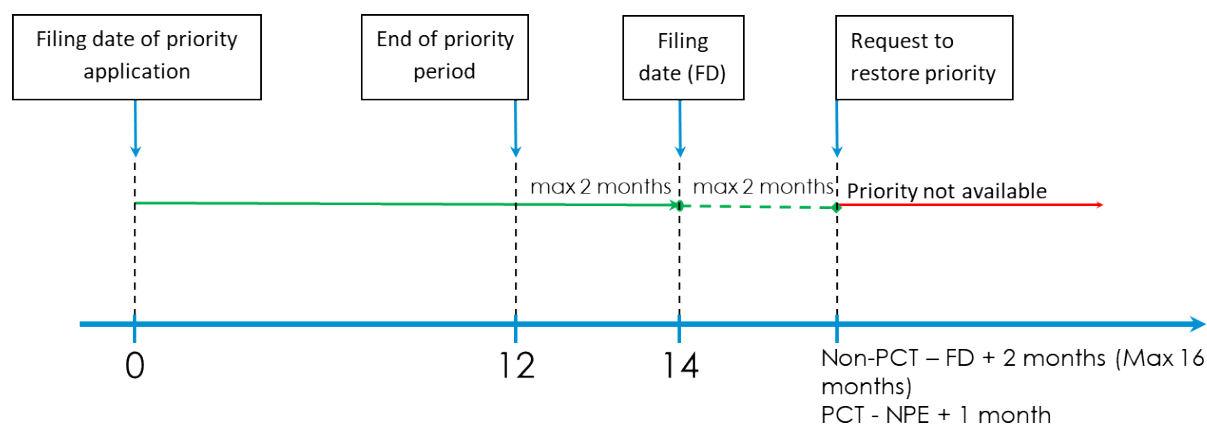 Filing date of priority
application
End of priority
period
Filing
date (FD)
Request to
restore priority
max 2 months
max 2 months
Priority not available
0
12
14
Non-PCT – FD + 2 months (Max 16
months)
PCT - NPE + 1 month